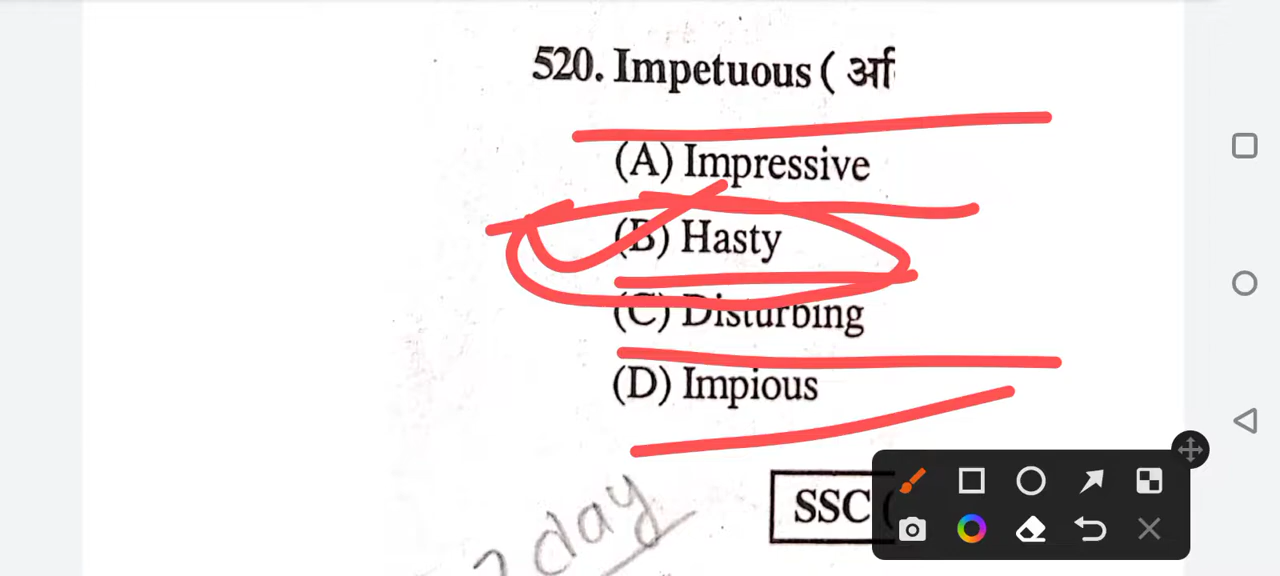 520. Impetuous (
(A) Impressive
(B) Hasty
(C) Disturbing
(D) Impious
SSC (
day